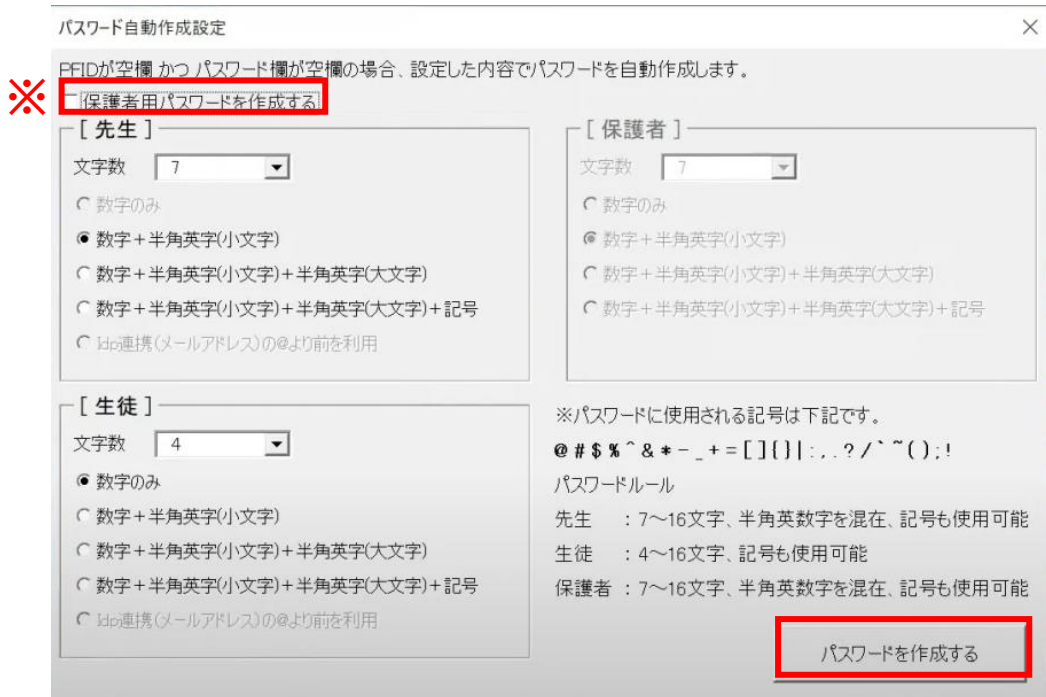 パスワード自動作成設定
PFIDが空欄 かつ パスワード欄が空欄の場合、設定した内容でパスワードを自動作成します。
※
保護者用パスワードを作成する
[ 先生 ]
文字数 7
数字のみ
数字+半角英字(小文字)
数字+半角英字(小文字)+半角英字(大文字)
数字+半角英字(小文字)+半角英字(大文字)+記号
idp連携(メールアドレス)の@より前を利用
[ 保護者 ]
文字数 7
数字のみ
数字+半角英字(小文字)
数字+半角英字(小文字)+半角英字(大文字)
数字+半角英字(小文字)+半角英字(大文字)+記号
[ 生徒 ]
文字数 4
数字のみ
数字+半角英字(小文字)
数字+半角英字(小文字)+半角英字(大文字)
数字+半角英字(小文字)+半角英字(大文字)+記号
idp連携(メールアドレス)の@より前を利用
※パスワードに使用される記号は下記です。
@#$%^&*-_+=[]{}|:,.?/`~();!
パスワードルール
先生 :7~16文字、半角英数字を混在、記号も使用可能
生徒 :4~16文字、記号も使用可能
保護者 :7~16文字、半角英数字を混在、記号も使用可能
パスワードを作成する